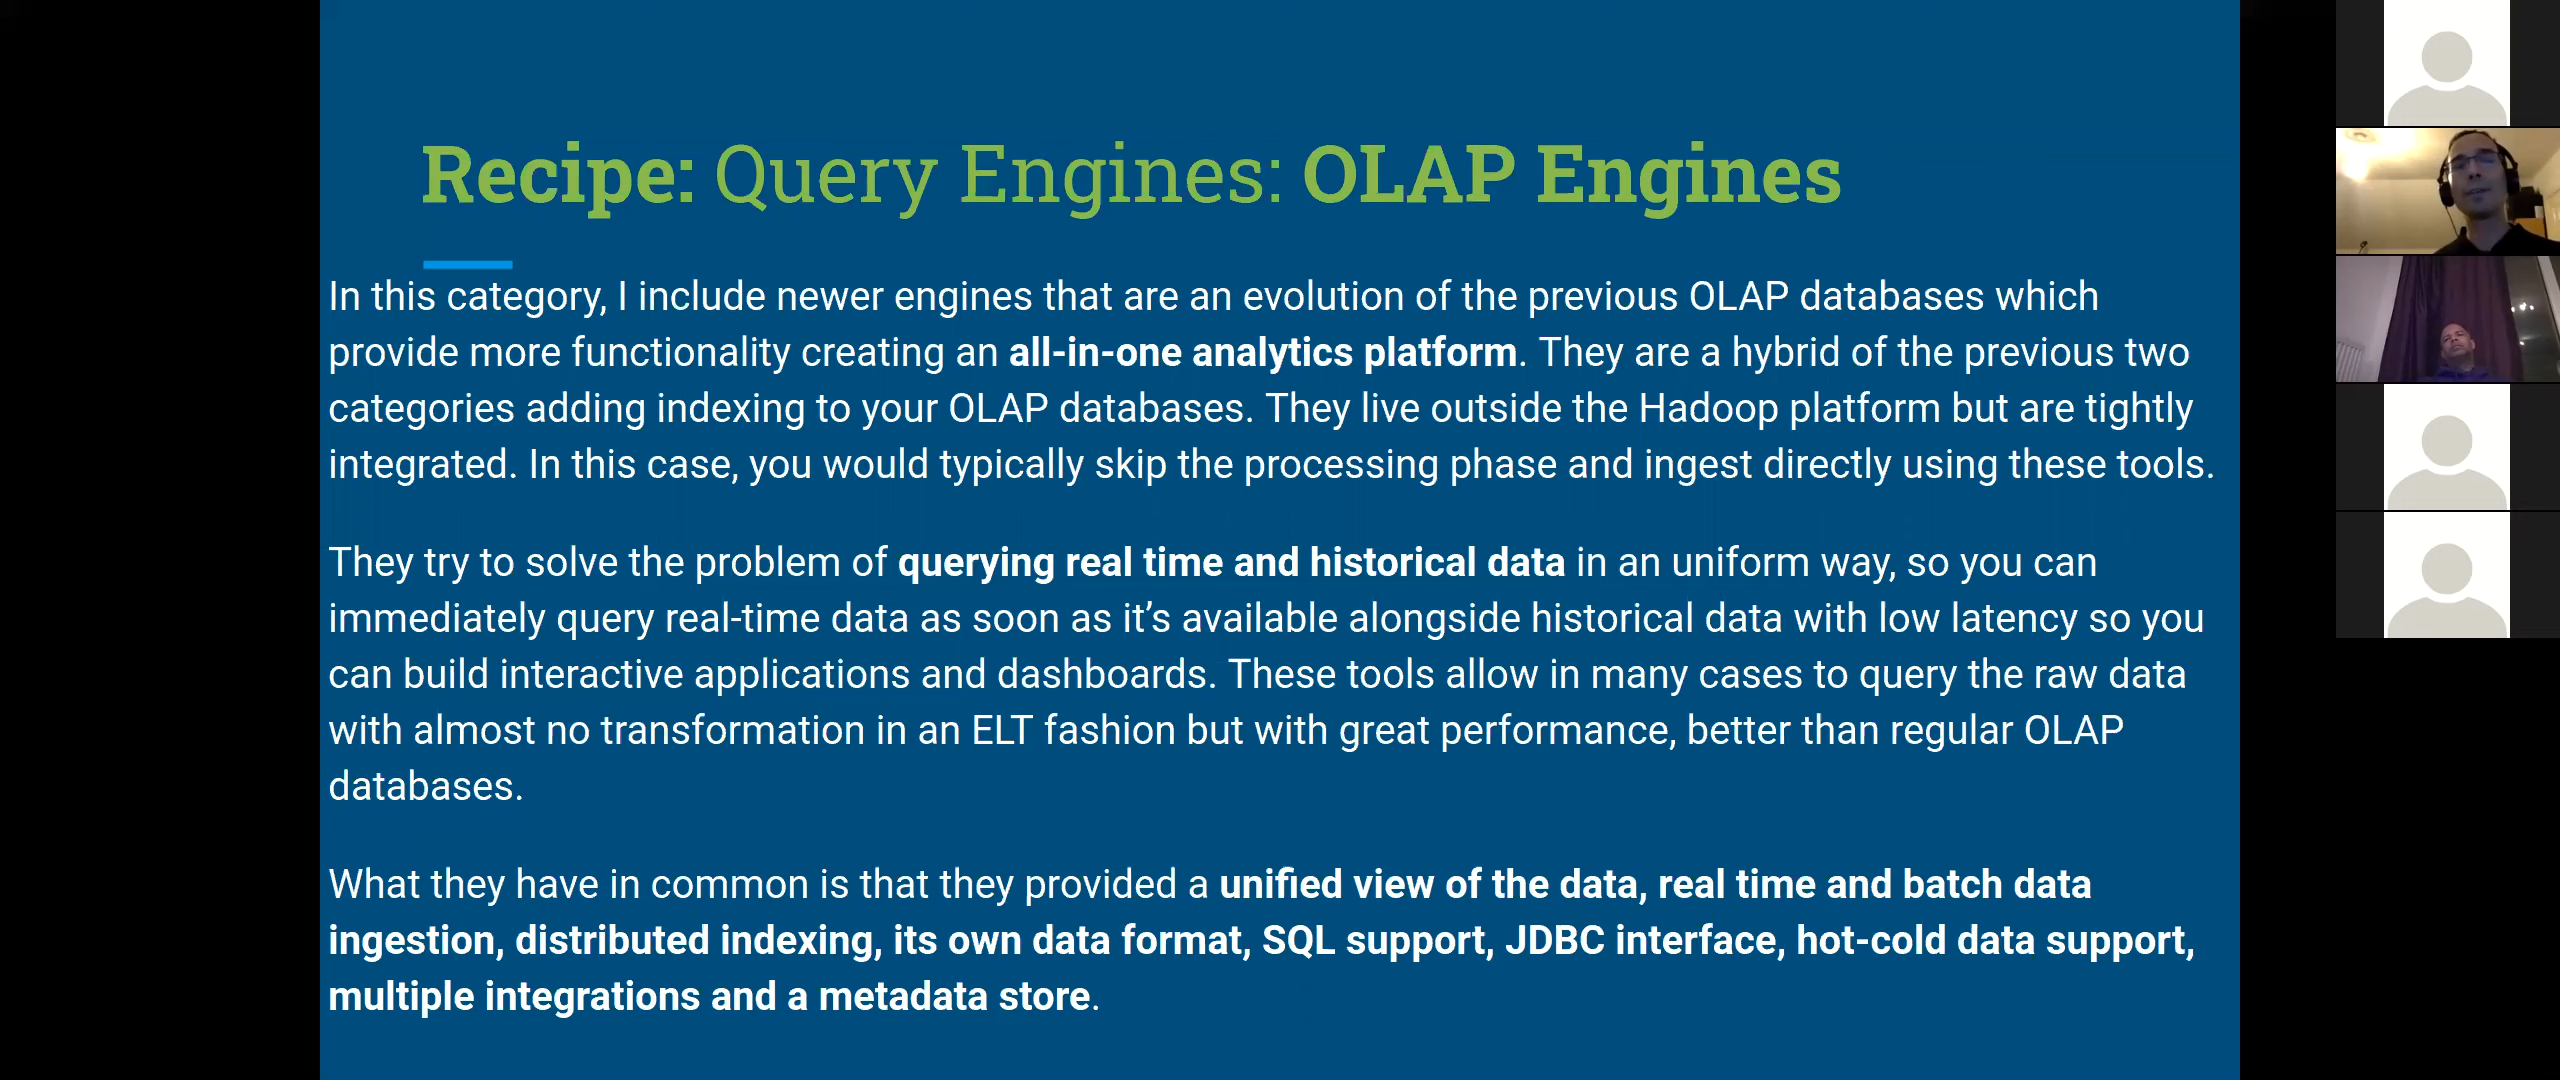 Recipe: Query Engines: OLAP Engines
In this category, I include newer engines that are an evolution of the previous OLAP databases which
provide more functionality creating an all-in-one analytics platform. They are a hybrid of the previous two
categories adding indexing to your OLAP databases. They live outside the Hadoop platform but are tightly
integrated. In this case, you would typically skip the processing phase and ingest directly using these tools.
They try to solve the problem of querying real time and historical data in an uniform way, so you can
immediately query real-time data as soon as it’s available alongside historical data with low latency so you
can build interactive applications and dashboards. These tools allow in many cases to query the raw data
with almost no transformation in an ELT fashion but with great performance, better than regular OLAP
databases.
What they have in common is that they provided a unified view of the data, real time and batch data
ingestion, distributed indexing, its own data format, SQL support, JDBC interface, hot-cold data support,
multiple integrations and a metadata store.